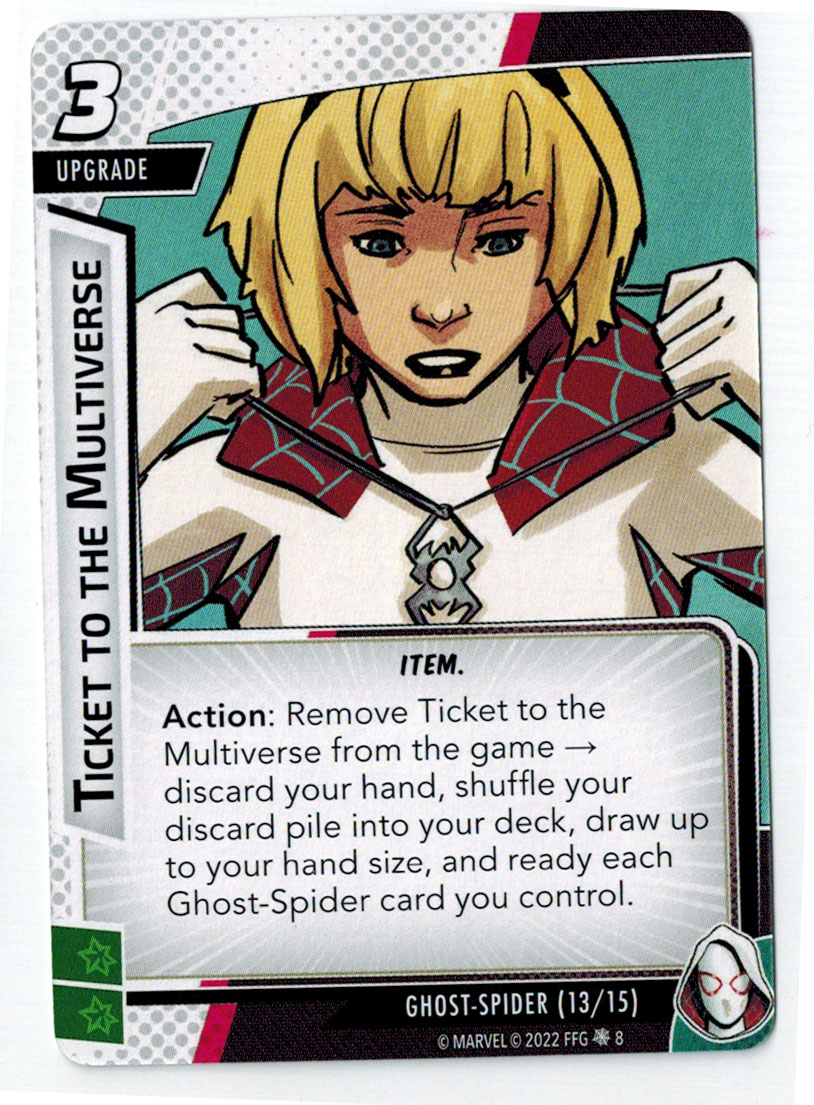 3
UPGRADE
TICKET TO THE MULTIVERSE
ITEM.
Action: Remove Ticket to the
Multiverse from the game →
discard your hand, shuffle your
discard pile into your deck, draw up
to your hand size, and ready each
Ghost-Spider card you control.
GHOST-SPIDER (13/15)
© MARVEL © 2022 FFG 8